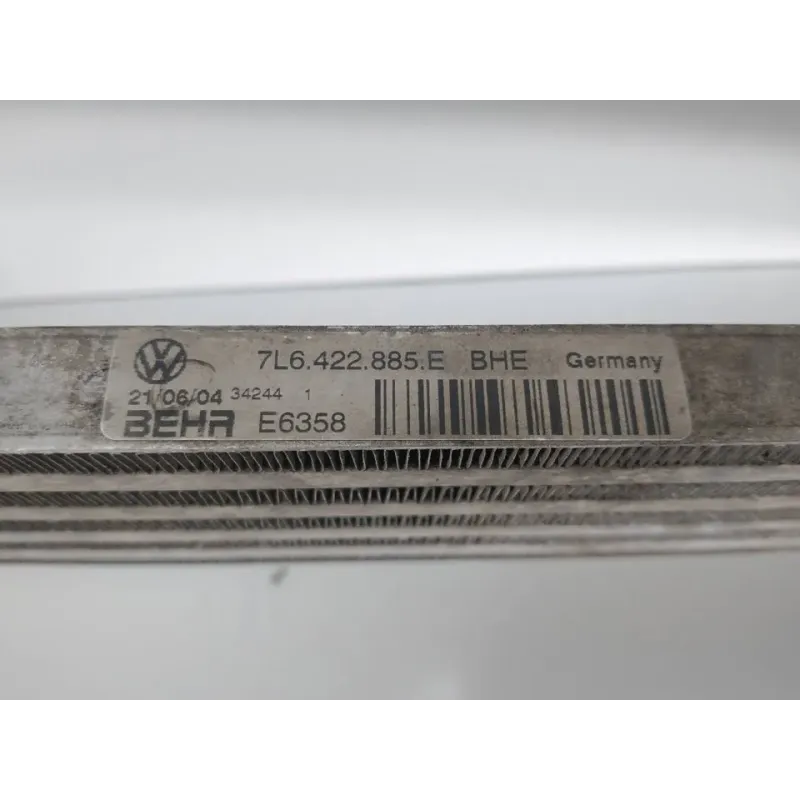 7L6.422.885.E BHE Germany
21/06/04 34244 1
BEHR E6358